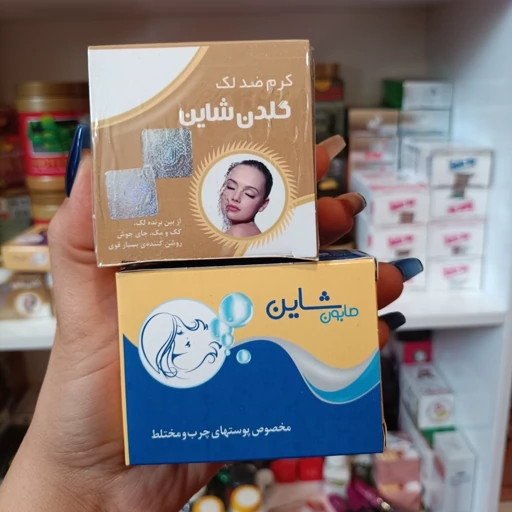 کرم ضد لک
گلدن شاین
از بین برنده لک،
کک و مک، جای جوش
روشن کننده‌ی بسیار قوی
صابون شاین
مخصوص پوستهای چرب و مختلط